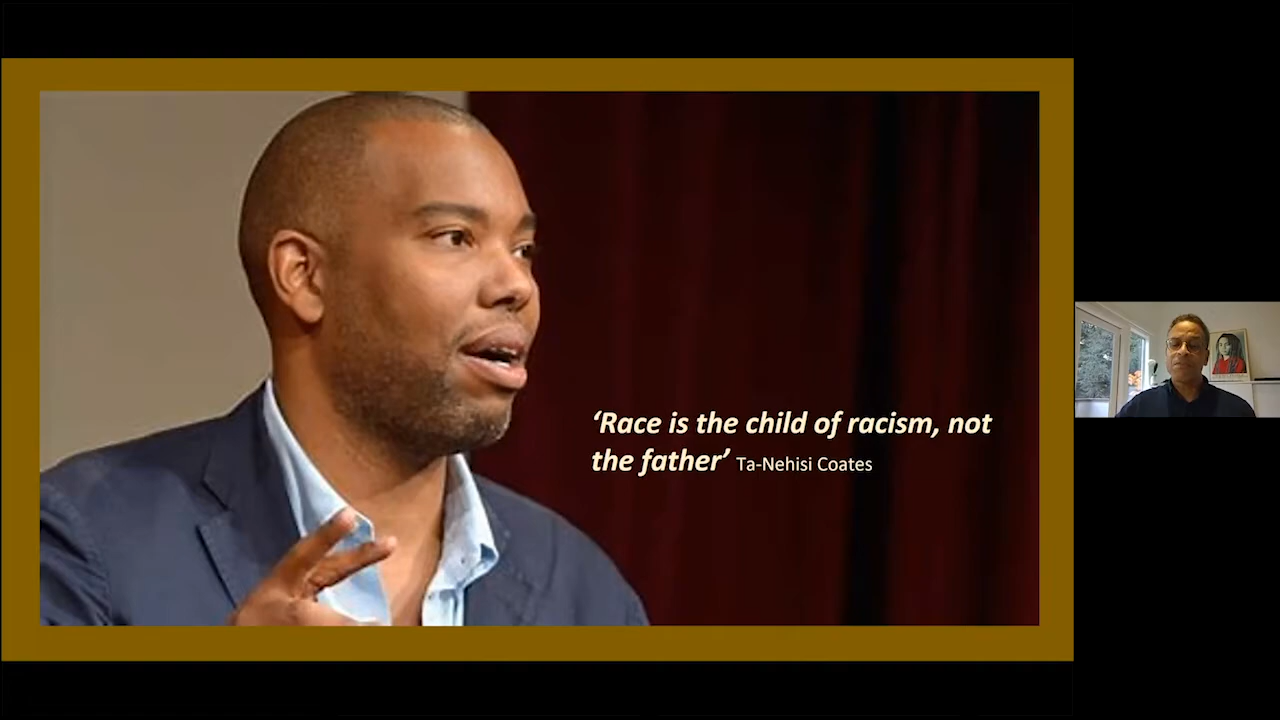 ‘Race is the child of racism, not
the father’ Ta-Nehisi Coates